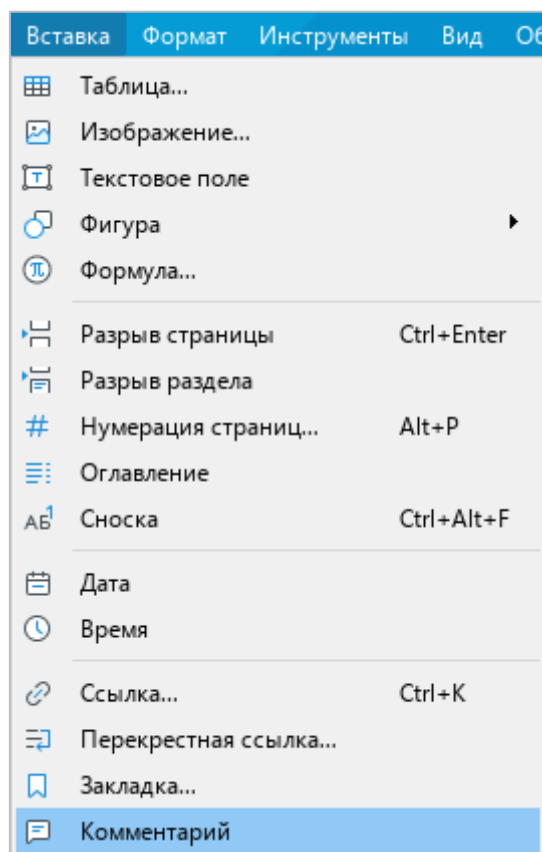 Вставка Формат Инструменты Вид Об
Таблица...
Изображение...
Текстовое поле
Фигура
Формула...
Разрыв страницы Ctrl+Enter
Разрыв раздела
Нумерация страниц... Alt+P
Оглавление
Сноска Ctrl+Alt+F
Дата
Время
Ссылка... Ctrl+K
Перекрестная ссылка...
Закладка...
Комментарий